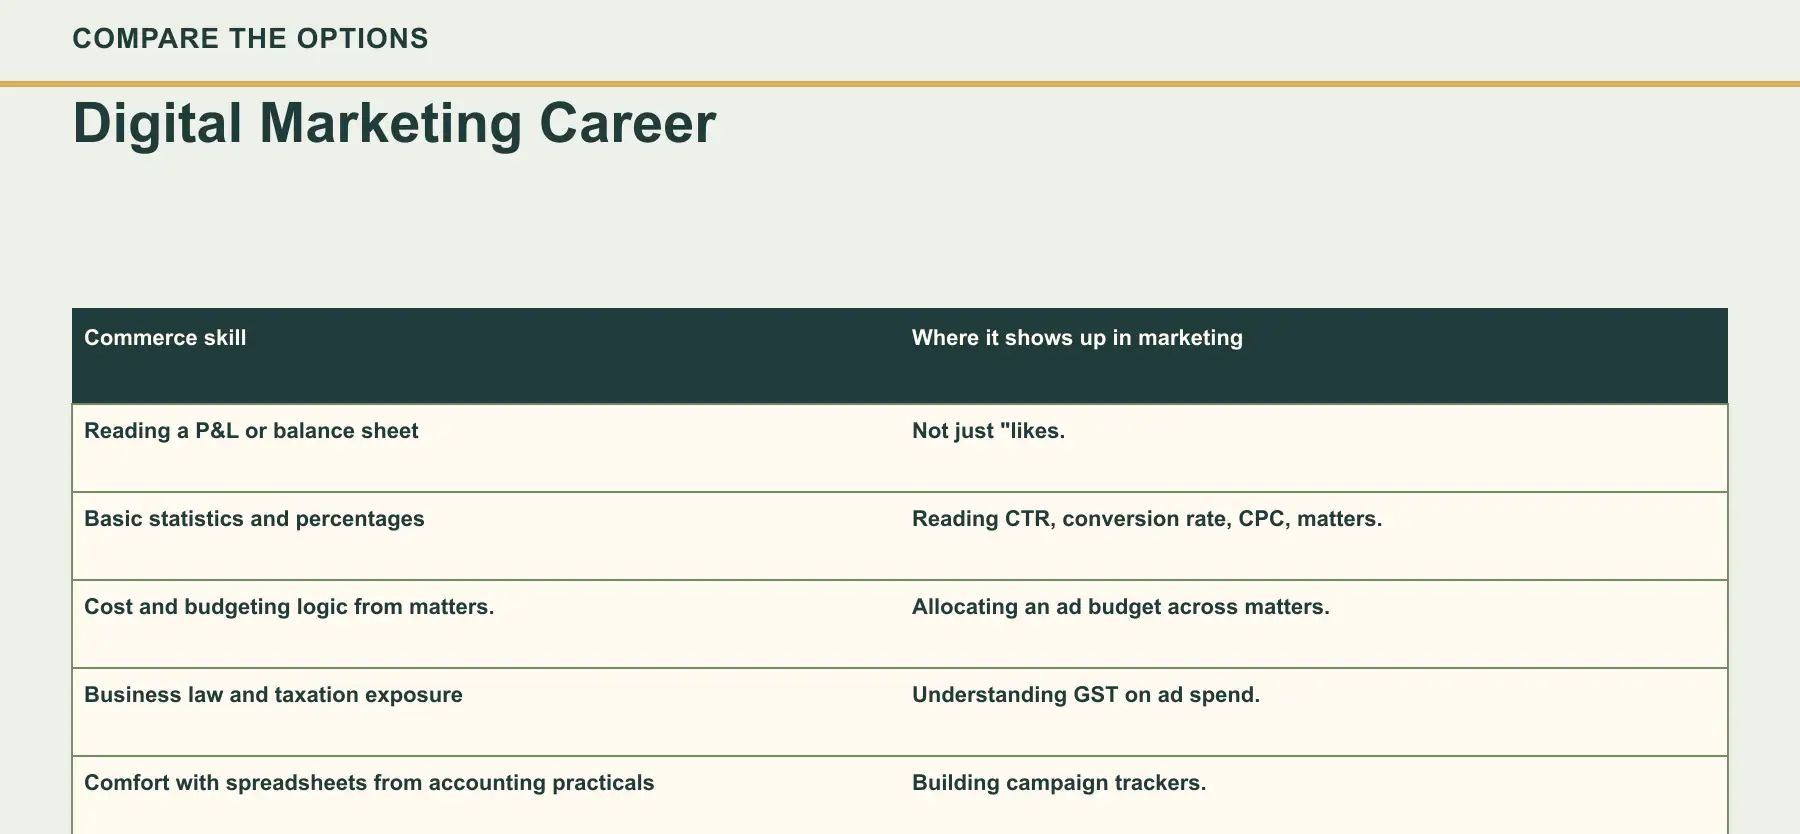 COMPARE THE OPTIONS
Digital Marketing Career
Commerce skill
Where it shows up in marketing
Reading a P&L or balance sheet
Not just "likes.
Basic statistics and percentages
Reading CTR, conversion rate, CPC, matters.
Cost and budgeting logic from matters.
Allocating an ad budget across matters.
Business law and taxation exposure
Understanding GST on ad spend.
Comfort with spreadsheets from accounting practicals
Building campaign trackers.